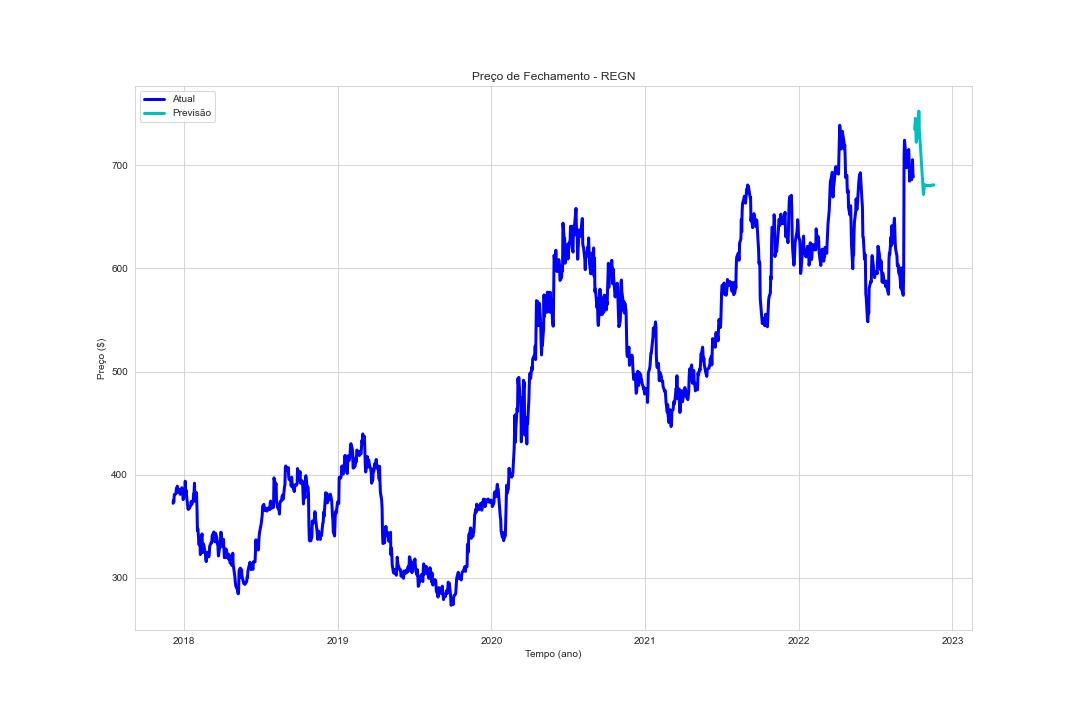 Preço de Fechamento - REGN
Atual
Previsão
700
600
500
400
300
Preço ($)
2018
2019
2020
2021
2022
2023
Tempo (ano)